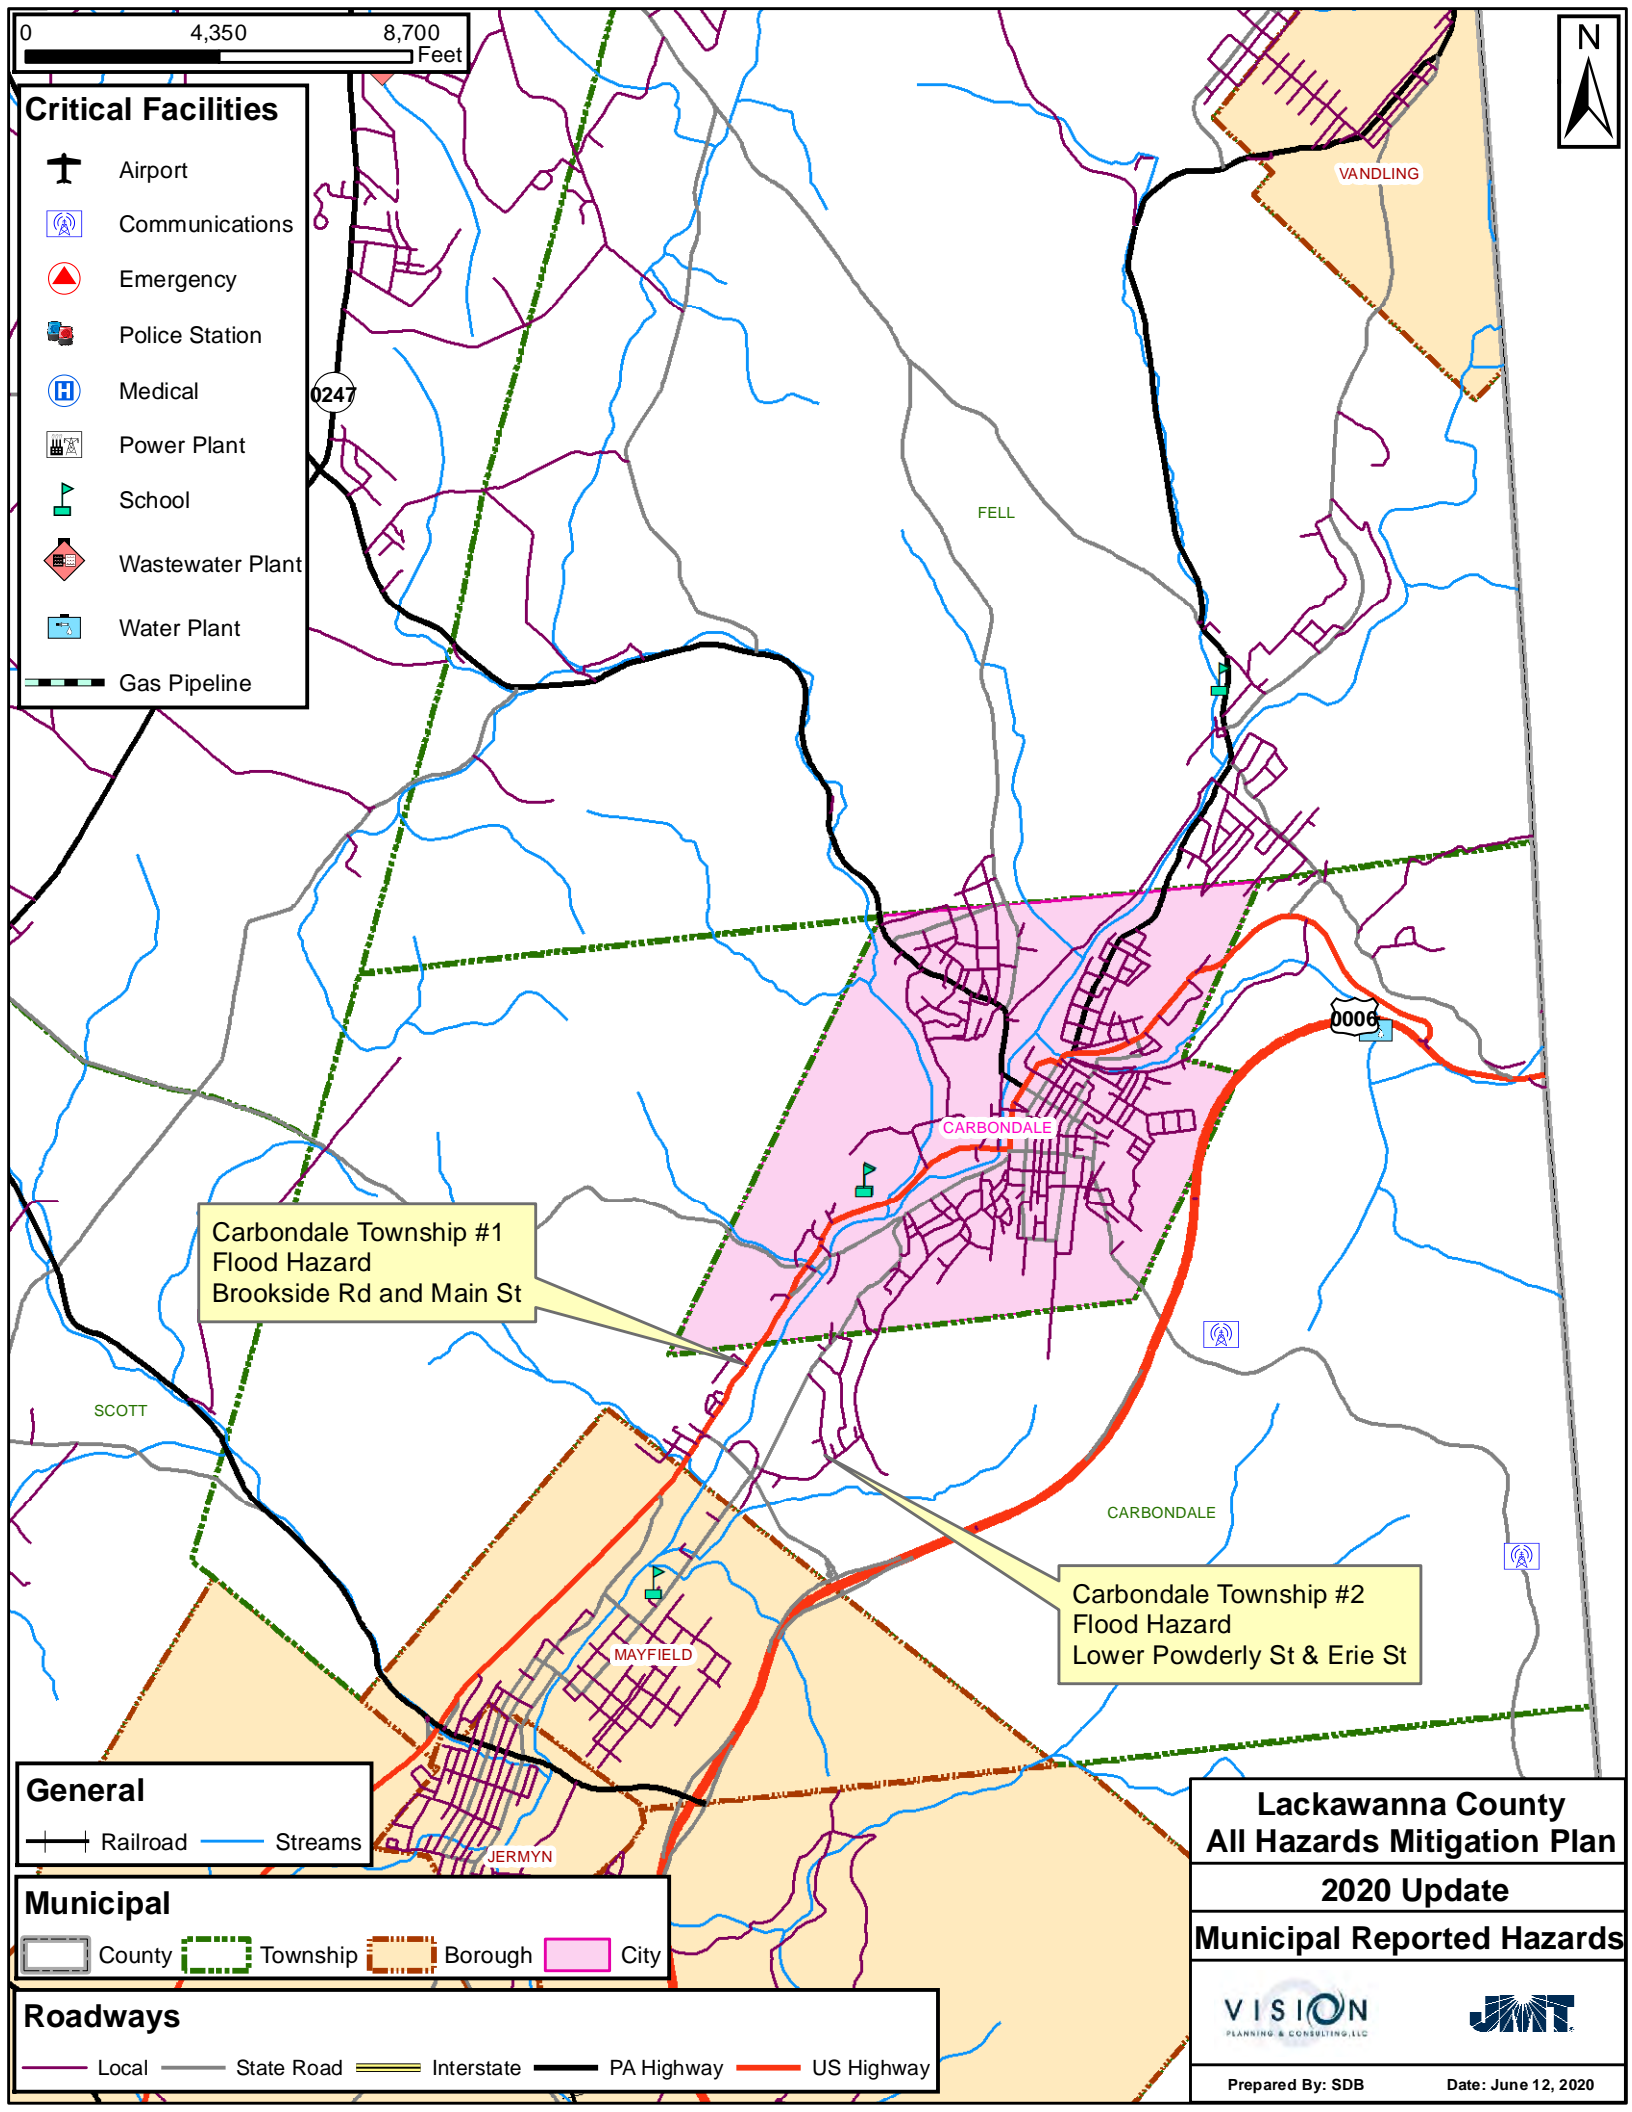 0 4,350 8,700
Feet
N
Critical Facilities
Airport
Communications
Emergency
Police Station
Medical
Power Plant
School
Wastewater Plant
Water Plant
Gas Pipeline
0247
VANDLING
FELL
0006
CARBONDALE
Carbondale Township #1
Flood Hazard
Brookside Rd and Main St
SCOTT
CARBONDALE
Carbondale Township #2
Flood Hazard
Lower Powderly St & Erie St
MAYFIELD
JERMYN
General
Railroad Streams
Municipal
County Township Borough City
Roadways
Local State Road Interstate PA Highway US Highway
Lackawanna County
All Hazards Mitigation Plan
2020 Update
Municipal Reported Hazards
VISION
PLANNING & CONSULTING, LLC
JMT
Prepared By: SDB Date: June 12, 2020